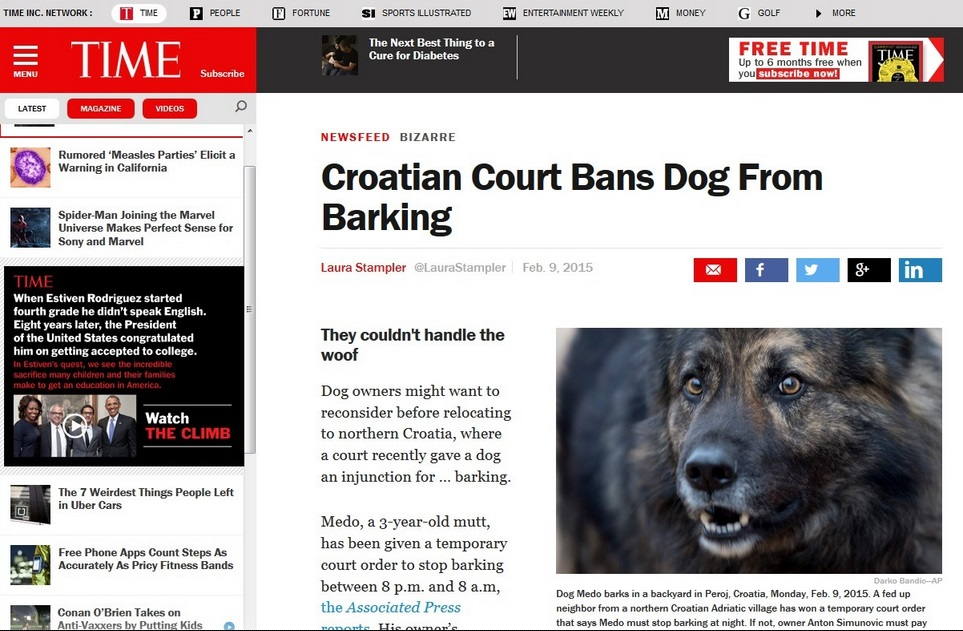 TIME INC. NETWORK : TIME PEOPLE FORTUNE SI SPORTS ILLUSTRATED EW ENTERTAINMENT WEEKLY MONEY GOLF MORE
MENU
TIME
Subscribe
The Next Best Thing to a
Cure for Diabetes
FREE TIME
Up to 6 months free when
you subscribe now!
TIME
LATEST
MAGAZINE
VIDEOS
Rumored ‘Measles Parties’ Elicit a
Warning in California
Spider-Man Joining the Marvel
Universe Makes Perfect Sense for
Sony and Marvel
TIME
When Estiven Rodriguez started
fourth grade he didn’t speak English.
Eight years later, the President
of the United States congratulated
him on getting accepted to college.
In Estiven's quest, we see the incredible
sacrifice many children and their families
make to get an education in America.
Watch
THE CLIMB
The 7 Weirdest Things People Left
in Uber Cars
Free Phone Apps Count Steps As
Accurately As Pricy Fitness Bands
Conan O’Brien Takes on
Anti-Vaxxers by Putting Kids
NEWSFEED BIZARRE
Croatian Court Bans Dog From
Barking
Laura Stampler @LauraStampler Feb. 9, 2015
f
g+
in
They couldn't handle the
woof
Dog owners might want to
reconsider before relocating
to northern Croatia, where
a court recently gave a dog
an injunction for ... barking.
Medo, a 3-year-old mutt,
has been given a temporary
court order to stop barking
between 8 p.m. and 8 a.m,
the Associated Press
reports. His owner’s
Darko Bandic—AP
Dog Medo barks in a backyard in Peroj, Croatia, Monday, Feb. 9, 2015. A fed up
neighbor from a northern Croatian Adriatic village has won a temporary court order
that says Medo must stop barking at night. If not, owner Anton Simunovic must pay